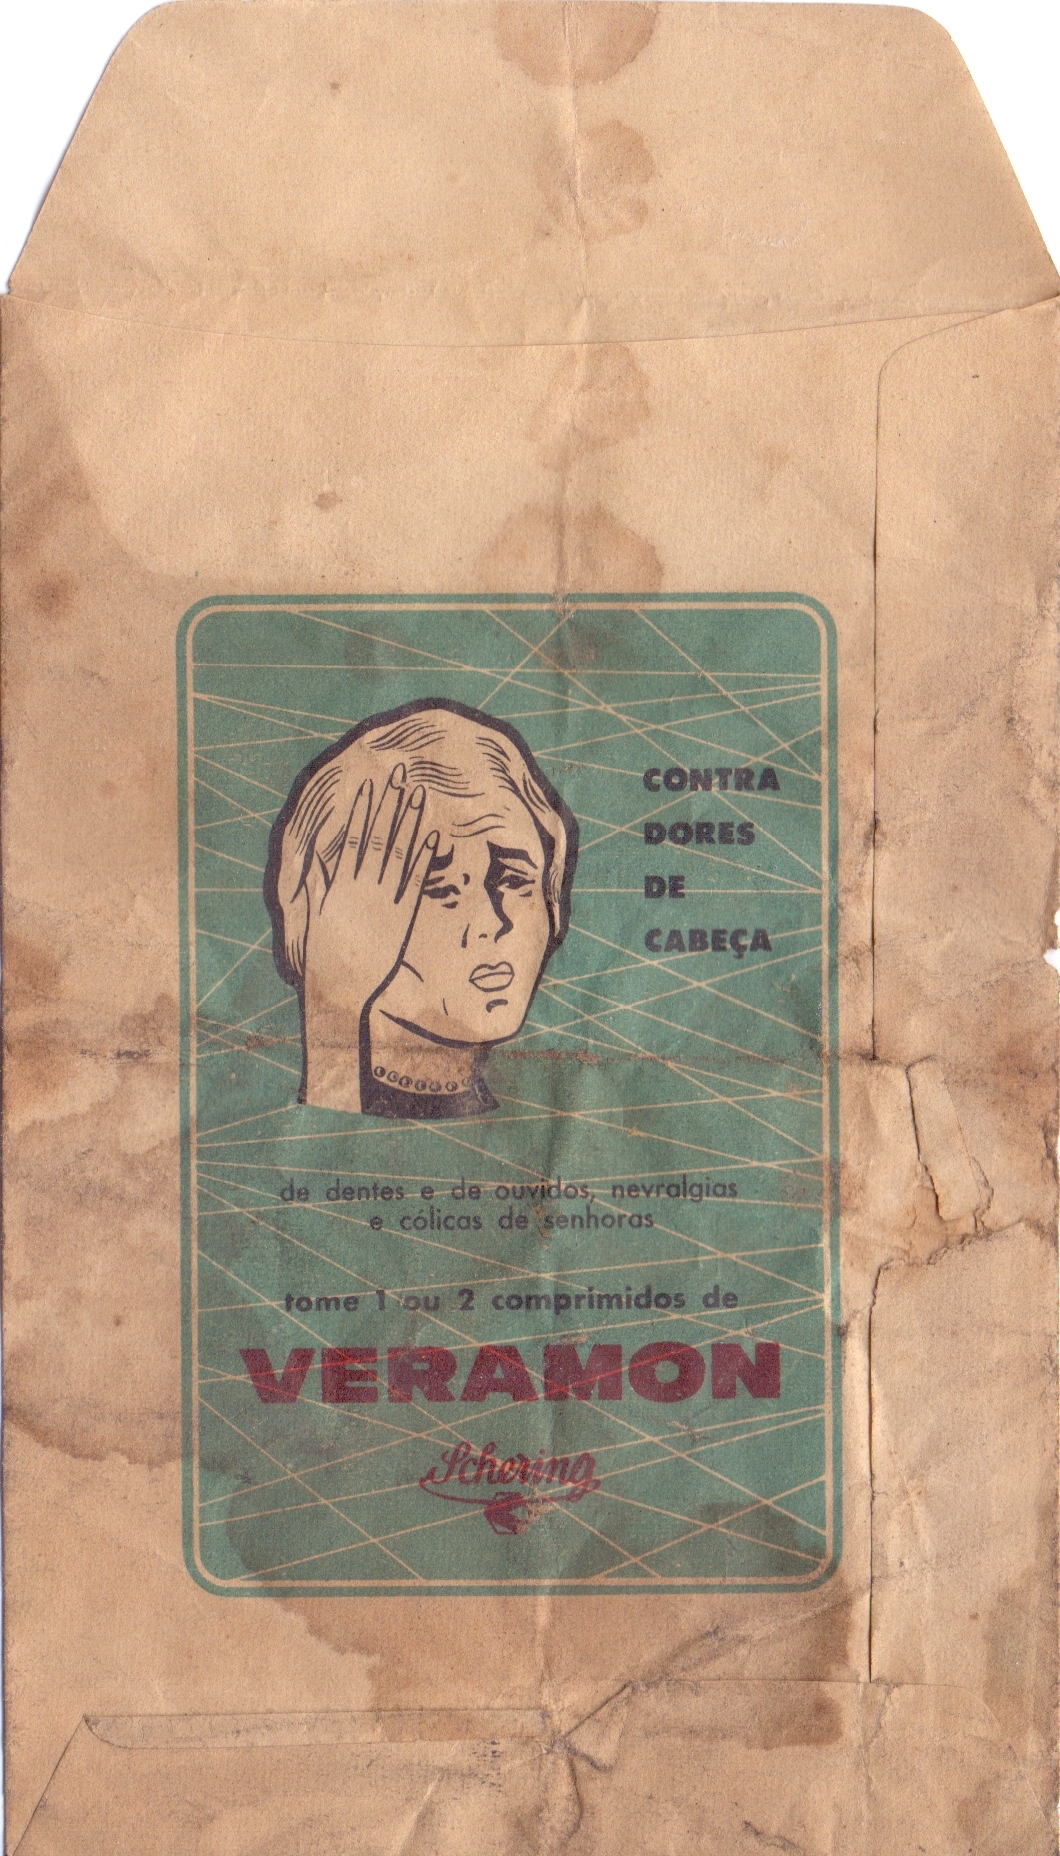 CONTRA
DORES
DE
CABEÇA
de dentes e de ouvidos, nevralgias
e cólicas de senhoras
tome 1 ou 2 comprimidos de
VERAMON
Schering